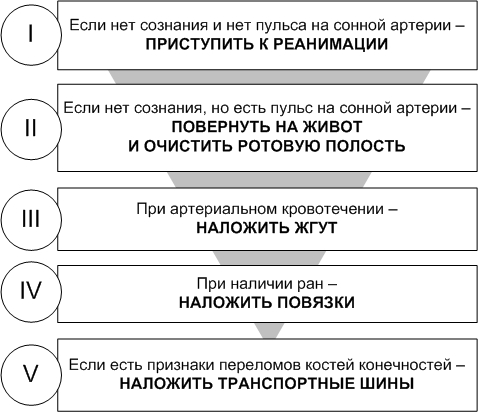 I
Если нет сознания и нет пульса на сонной артерии –
ПРИСТУПИТЬ К РЕАНИМАЦИИ
II
Если нет сознания, но есть пульс на сонной артерии –
ПОВЕРНУТЬ НА ЖИВОТ
И ОЧИСТИТЬ РОТОВУЮ ПОЛОСТЬ
III
При артериальном кровотечении –
НАЛОЖИТЬ ЖГУТ
IV
При наличии ран –
НАЛОЖИТЬ ПОВЯЗКИ
V
Если есть признаки переломов костей конечностей –
НАЛОЖИТЬ ТРАНСПОРТНЫЕ ШИНЫ